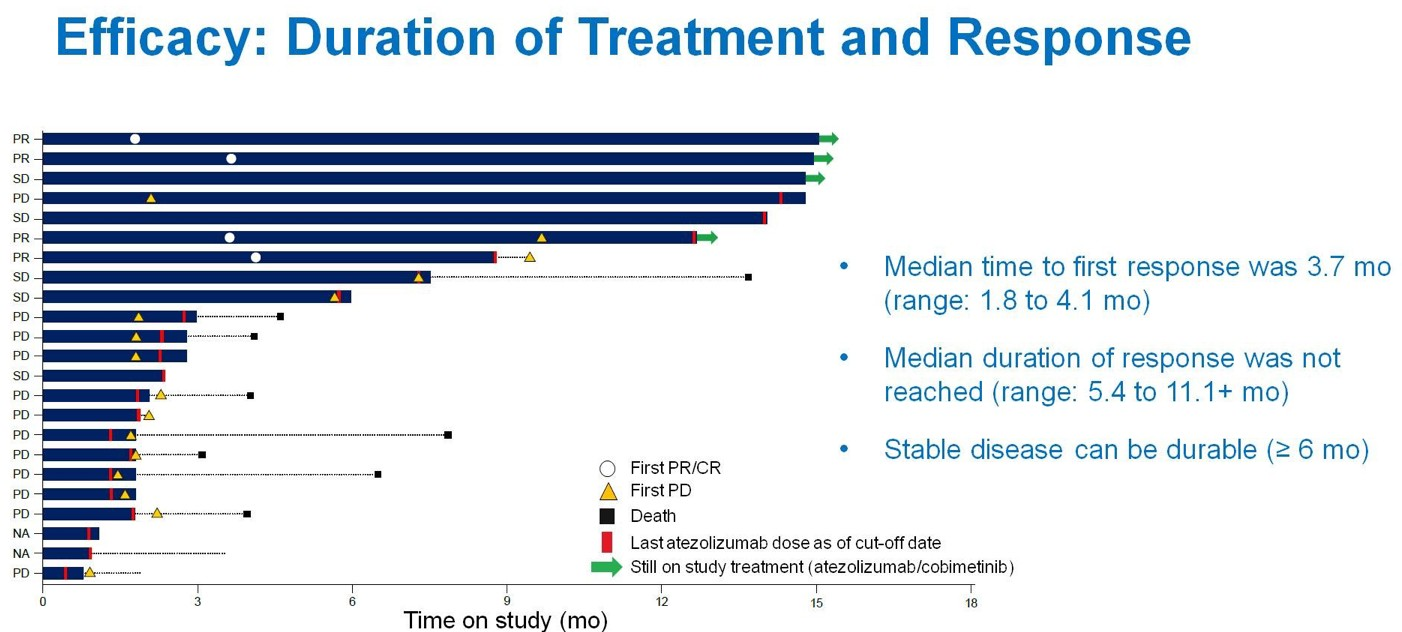 Efficacy: Duration of Treatment and Response
PR
PR
SD
PD
SD
PR
PR
SD
SD
PD
PD
PD
SD
PD
PD
PD
PD
PD
PD
PD
NA
NA
PD
0 3 6 9 12 15 18
Time on study (mo)
First PR/CR
First PD
Death
Last atezolizumab dose as of cut-off date
Still on study treatment (atezolizumab/cobimetinib)
• Median time to first response was 3.7 mo
(range: 1.8 to 4.1 mo)
• Median duration of response was not
reached (range: 5.4 to 11.1+ mo)
• Stable disease can be durable (≥ 6 mo)